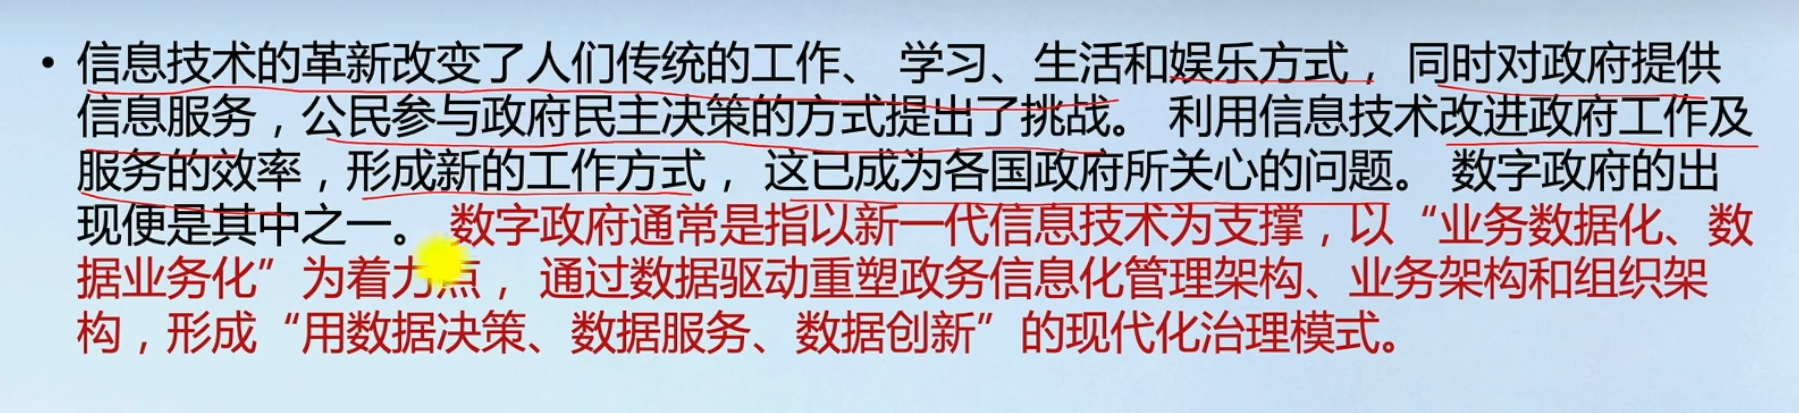 • 信息技术的革新改变了人们传统的工作、 学习、生活和娱乐方式， 同时对政府提供
信息服务，公民参与政府民主决策的方式提出了挑战。 利用信息技术改进政府工作及
服务的效率，形成新的工作方式， 这已成为各国政府所关心的问题。 数字政府的出
现便是其中之一。 数字政府通常是指以新一代信息技术为支撑，以“业务数据化、数
据业务化”为着力点， 通过数据驱动重塑政务信息化管理架构、业务架构和组织架
构，形成“用数据决策、数据服务、数据创新”的现代化治理模式。